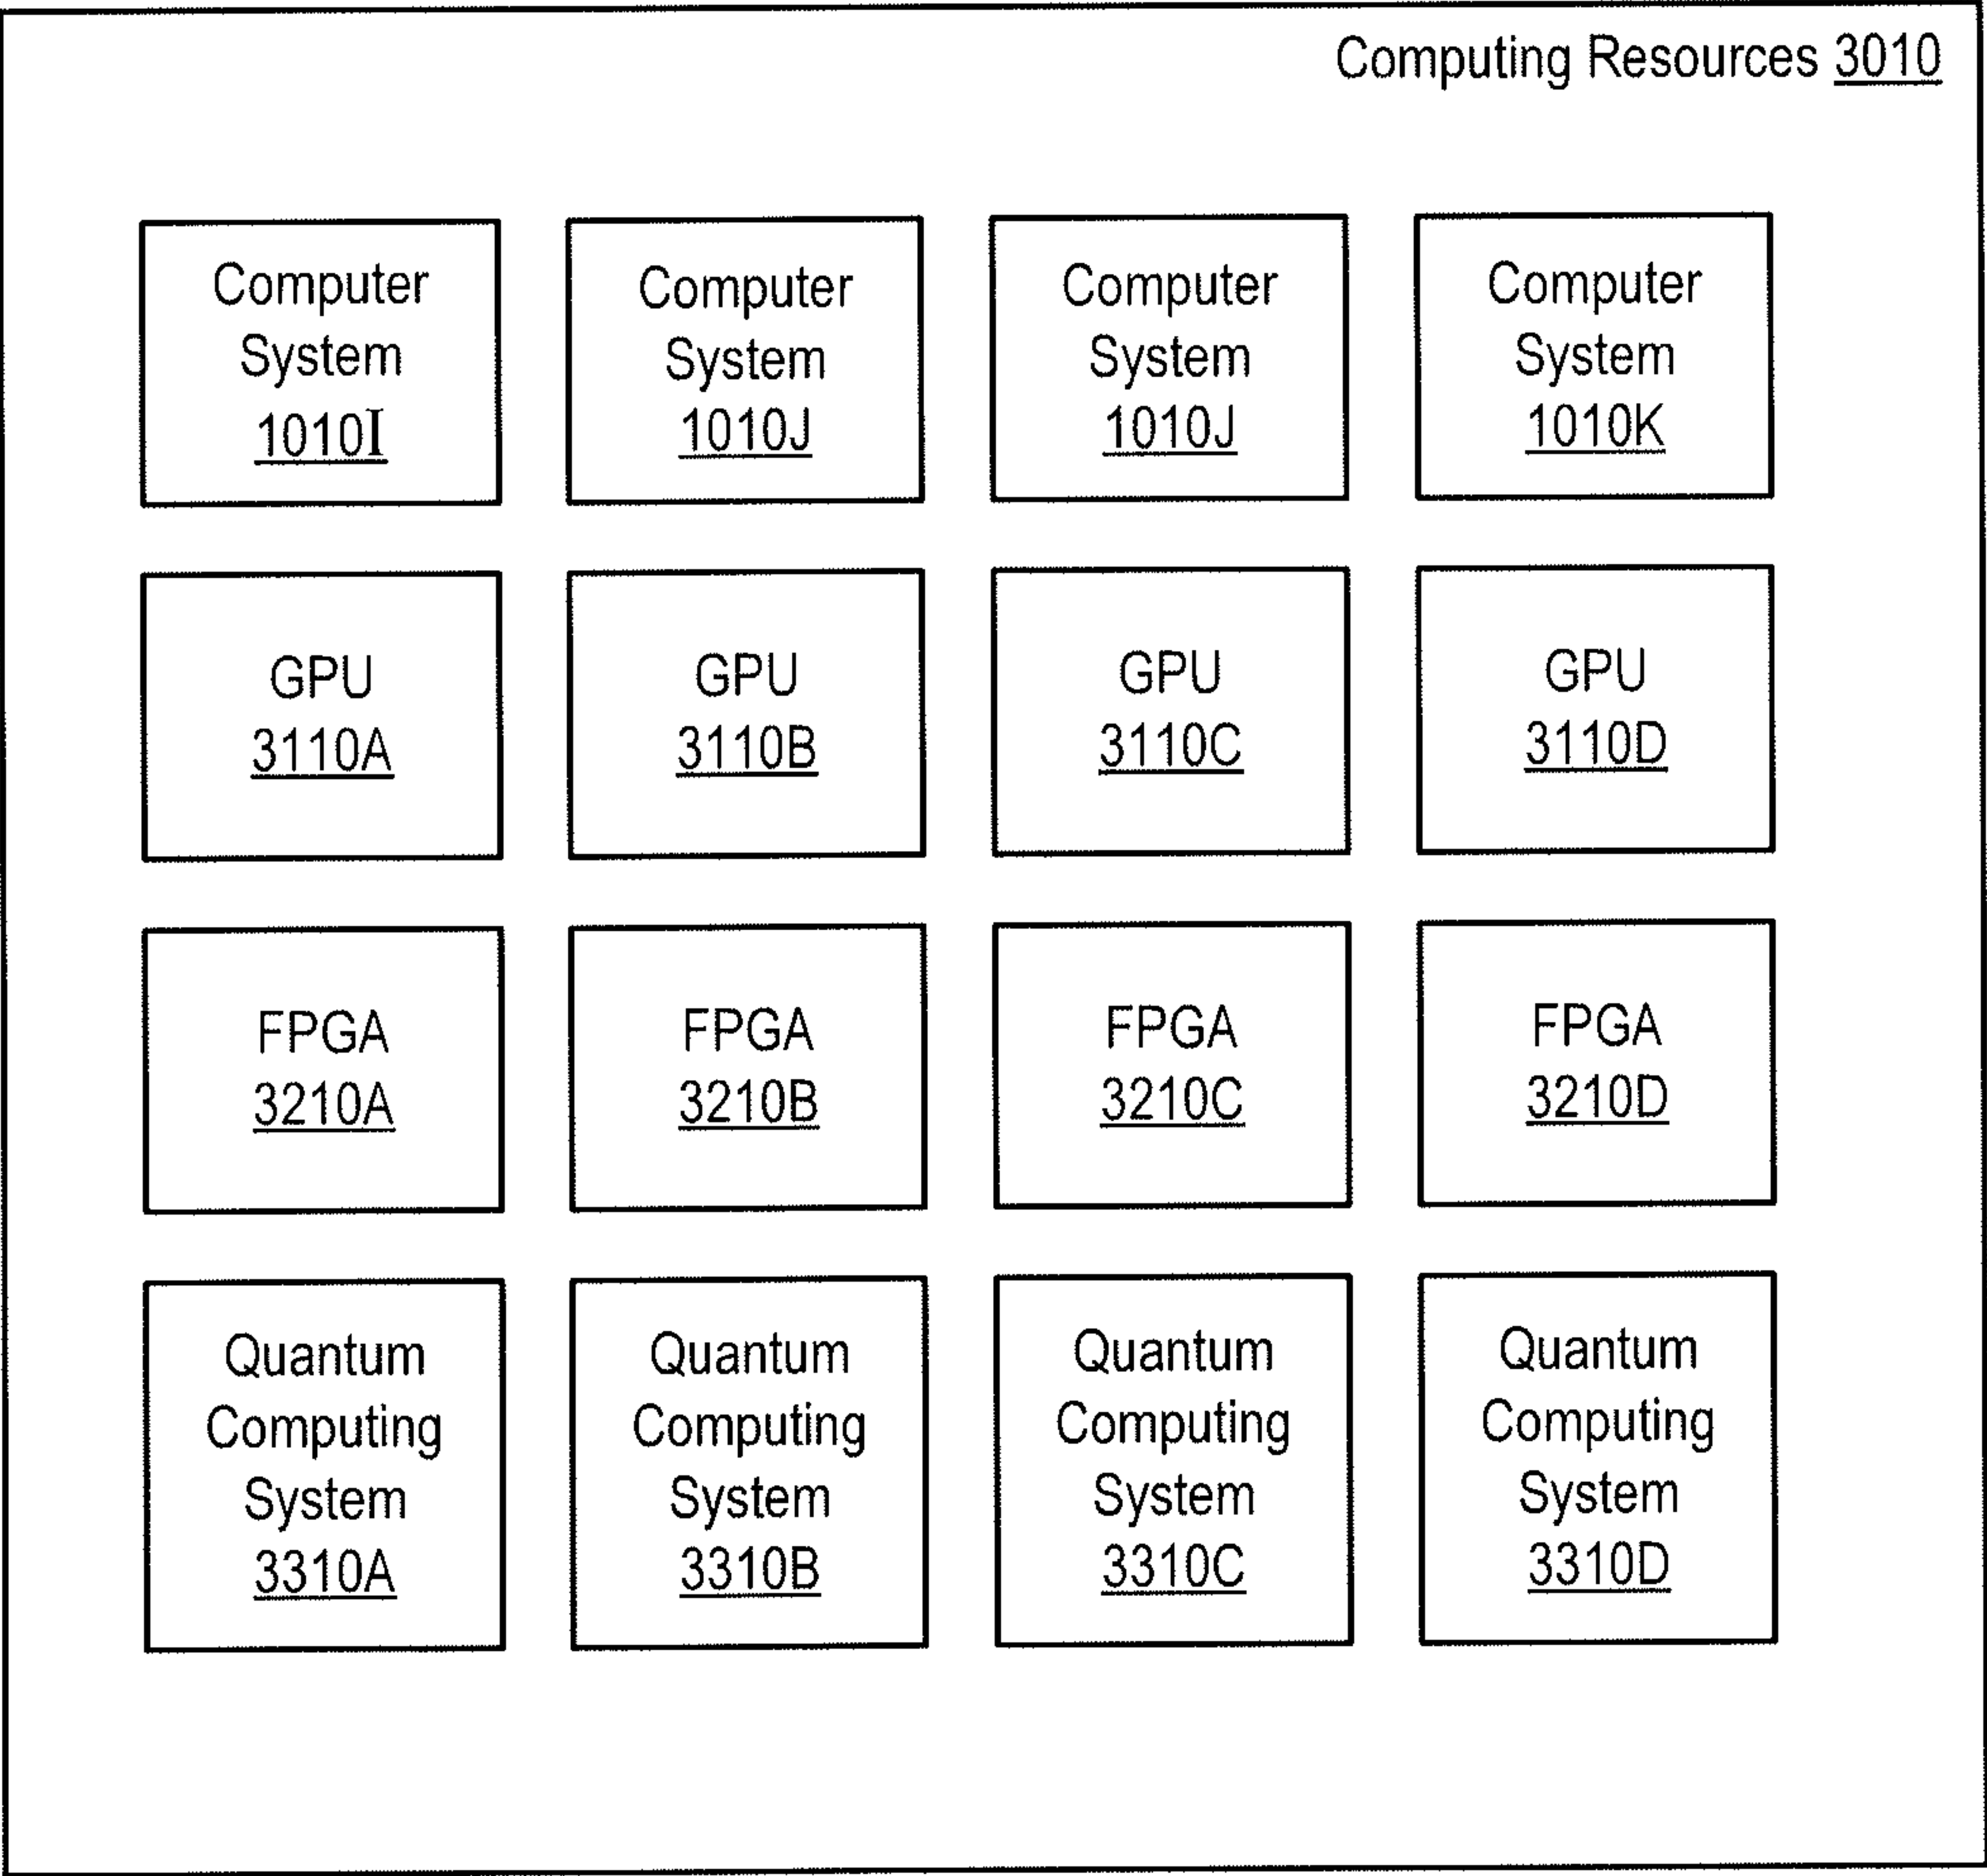 Computing Resources 3010
Computer
System
1010I
Computer
System
1010J
Computer
System
1010J
Computer
System
1010K
GPU
3110A
GPU
3110B
GPU
3110C
GPU
3110D
FPGA
3210A
FPGA
3210B
FPGA
3210C
FPGA
3210D
Quantum
Computing
System
3310A
Quantum
Computing
System
3310B
Quantum
Computing
System
3310C
Quantum
Computing
System
3310D